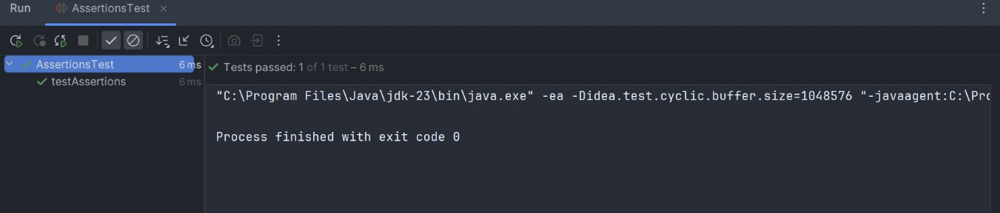 Run AssertionsTest
AssertionsTest 6 ms
testAssertions 6 ms
Tests passed: 1 of 1 test – 6 ms
"C:\Program Files\Java\jdk-23\bin\java.exe" -ea -Didea.test.cyclic.buffer.size=1048576 "-javaagent:C:\Pro
Process finished with exit code 0